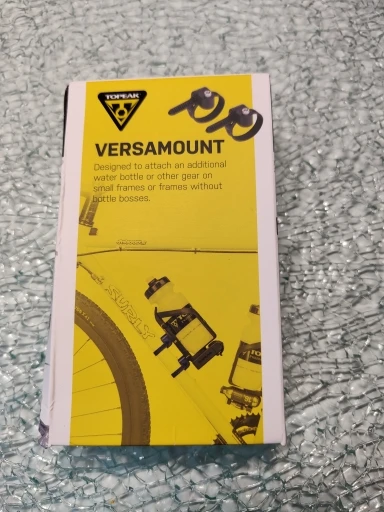 TOPEAK
VERSAMOUNT
Designed to attach an additional
water bottle or other gear on
small frames or frames without
bottle bosses.
SURLY